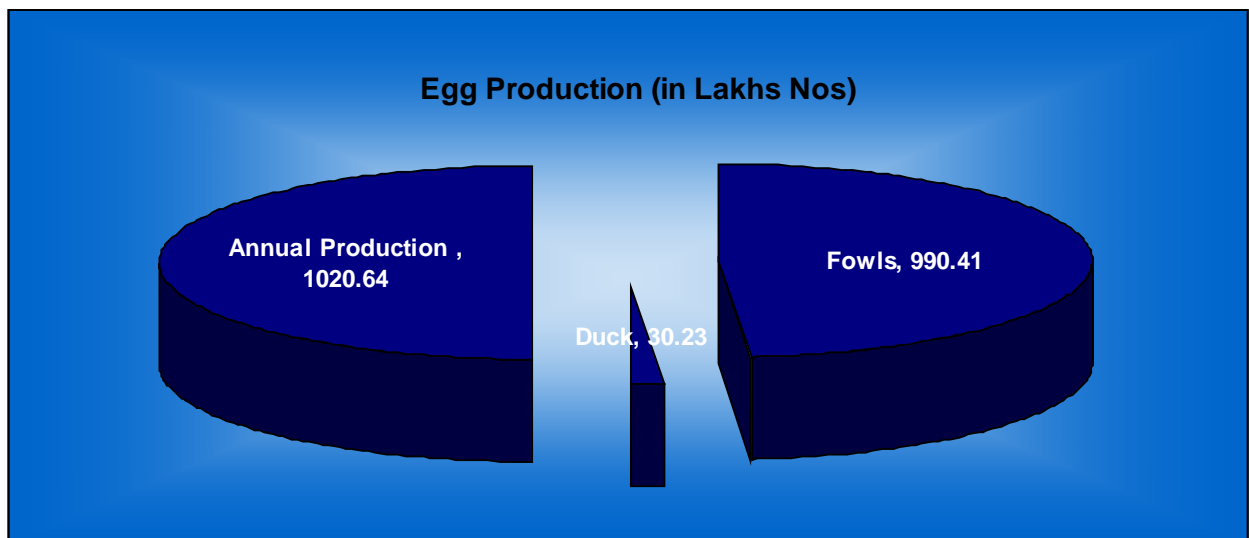 Egg Production (in Lakhs Nos)
Annual Production ,
1020.64
Fowls, 990.41
Duck, 30.23